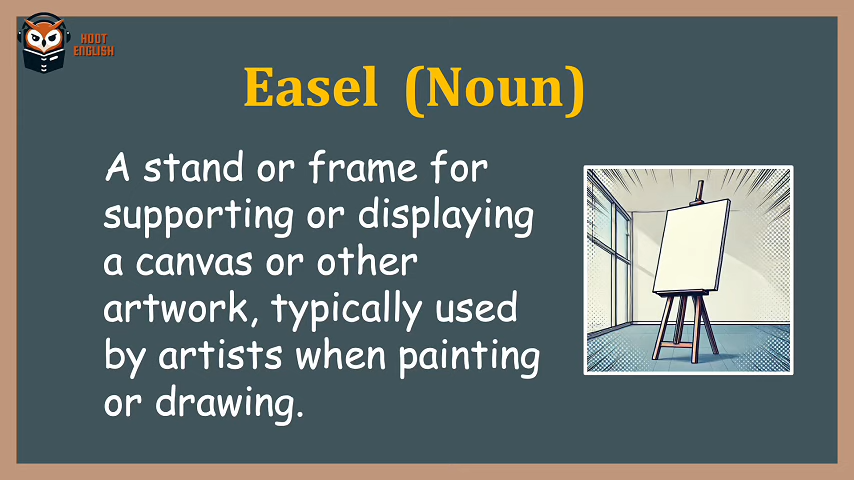 HOOT
ENGLISH
Easel (Noun)
A stand or frame for
supporting or displaying
a canvas or other
artwork, typically used
by artists when painting
or drawing.